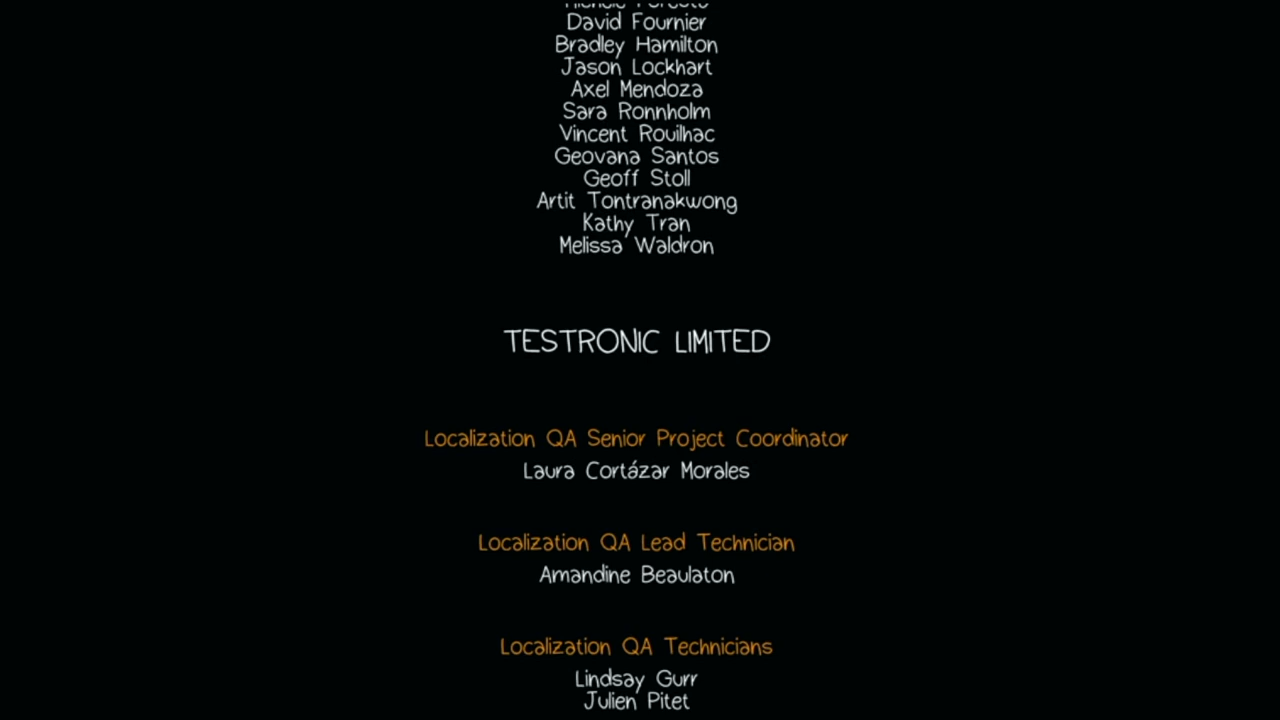 David Fournier
Bradley Hamilton
Jason Lockhart
Axel Mendoza
Sara Ronnholm
Vincent Rouilhac
Geovana Santos
Geoff Stoll
Artit Tontranakwong
Kathy Tran
Melissa Waldron
TESTRONIC LIMITED
Localization QA Senior Project Coordinator
Laura Cortázar Morales
Localization QA Lead Technician
Amandine Beaulaton
Localization QA Technicians
Lindsay Gurr
Julien Pitet